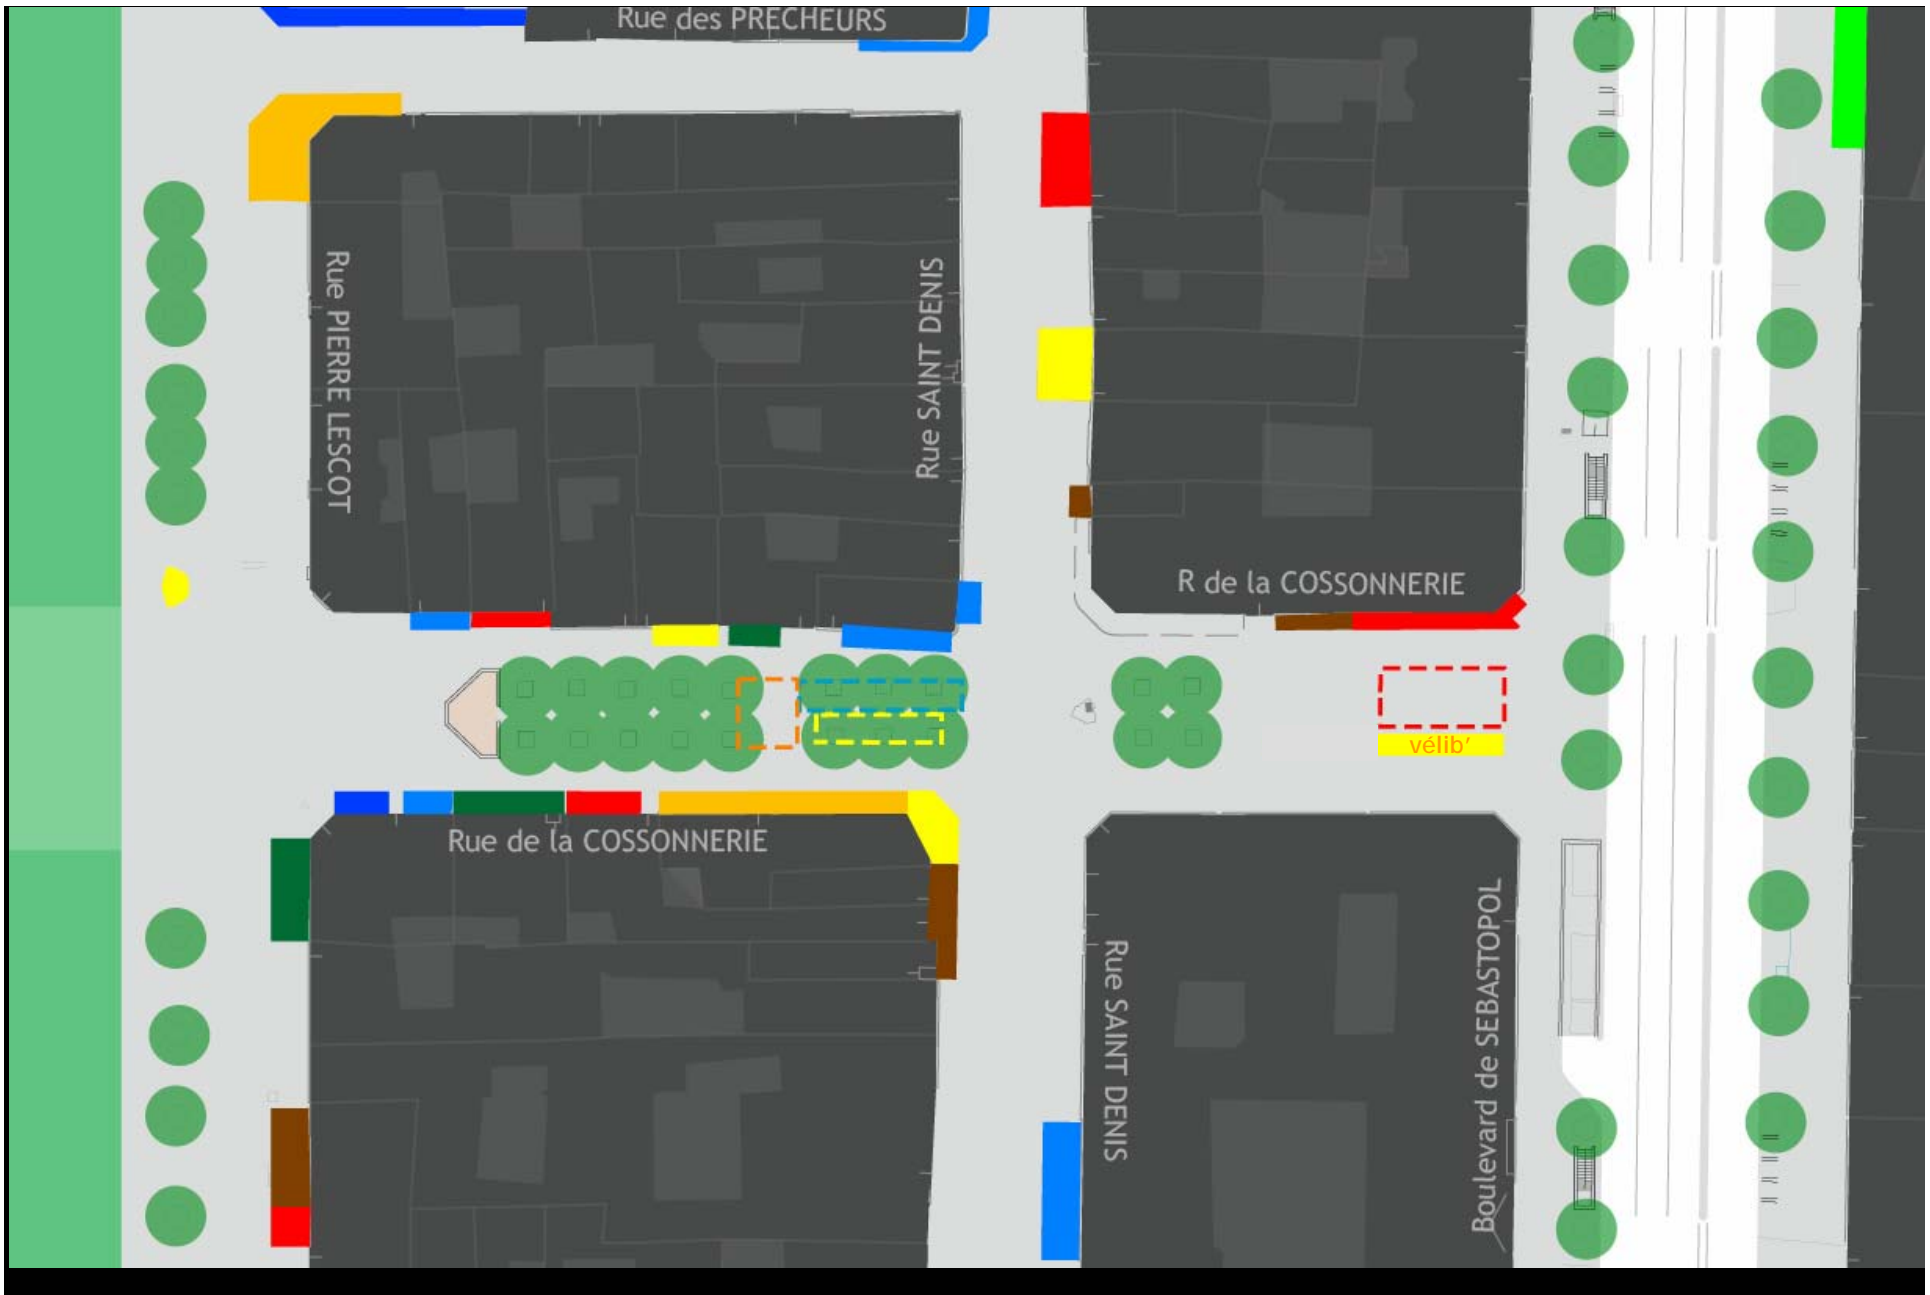 Rue des PRECHEURS
Rue PIERRE LESCOT
Rue SAINT DENIS
R de la COSSONNERIE
vélib’
Rue de la COSSONNERIE
Rue SAINT DENIS
Boulevard de SEBASTOPOL